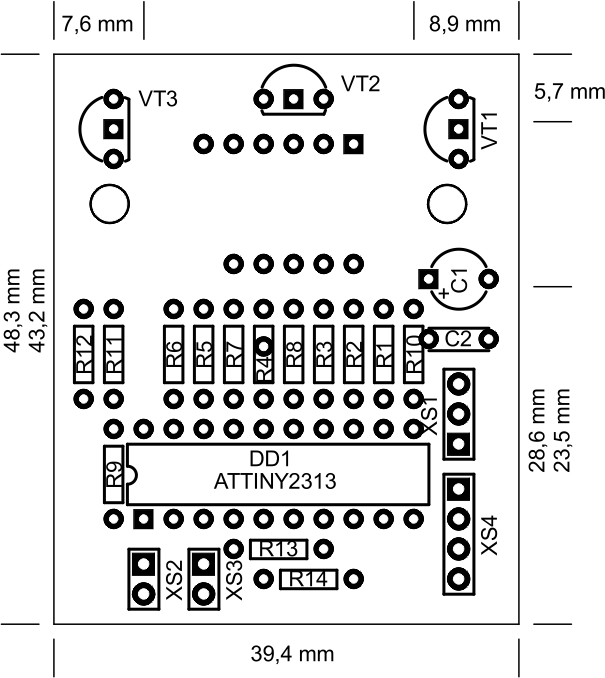 7,6 mm
8,9 mm
5,7 mm
VT3
VT2
VT1
+
C1
C2
48,3 mm
43,2 mm
R12
R11
R6
R5
R7
R4
R8
R3
R2
R1
R10
XS1
28,6 mm
23,5 mm
R9
DD1
ATTINY2313
XS4
R13
R14
XS2
XS3
39,4 mm